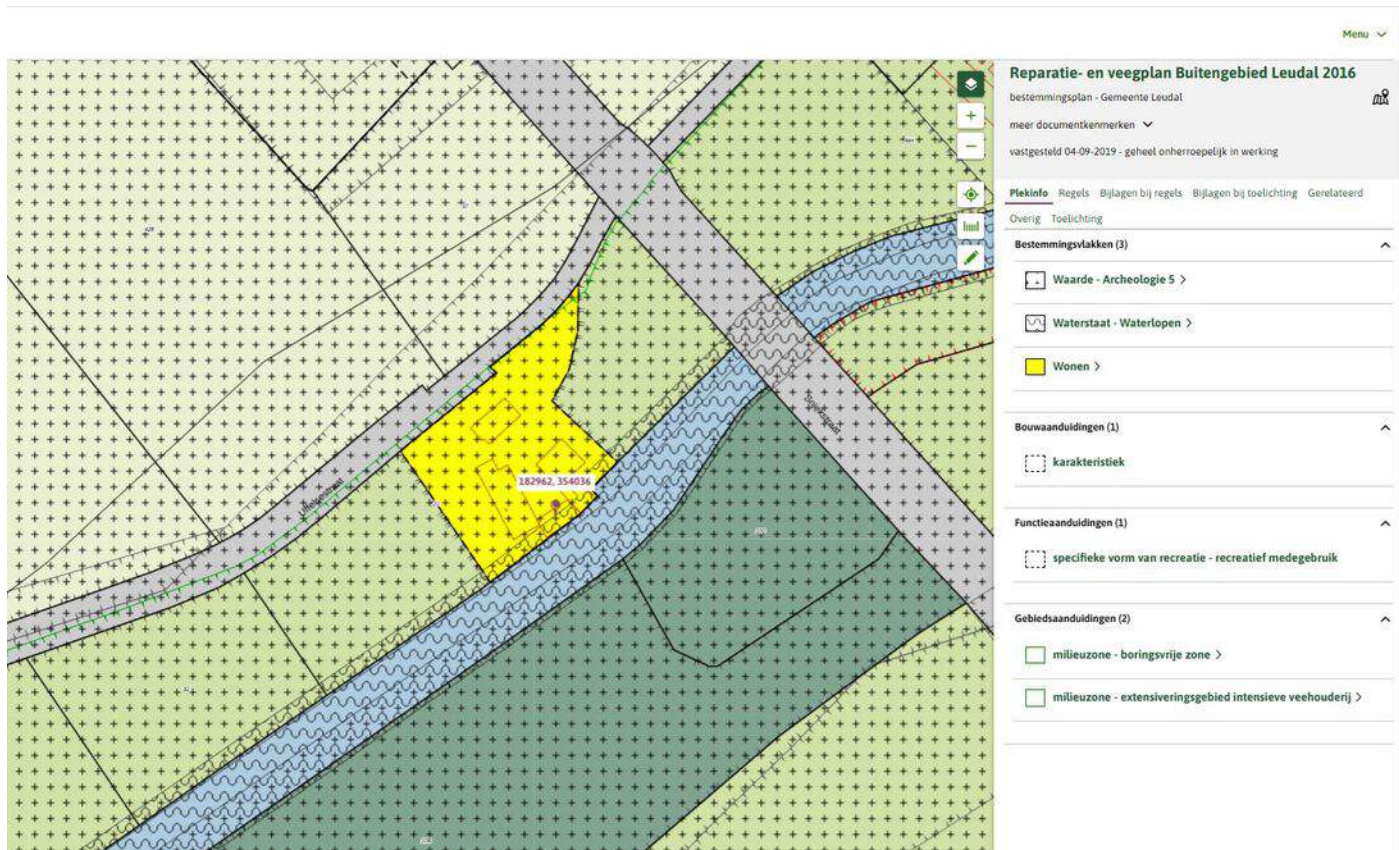 Menu
Reparatie- en veegplan Buitengebied Leudal 2016
bestemmingsplan - Gemeente Leudal
meer documentkenmerken
vastgesteld 04-09-2019 - geheel onherroepelijk in werking
Plekinfo Regels Bijlagen bij regels Bijlagen bij toelichting Gerelateerd
Overig Toelichting
Bestemmingsvlakken (3)
Waarde - Archeologie 5 >
Waterstaat - Waterlopen >
Wonen >
Bouwaanduidingen (1)
karakteristiek
Functieaanduidingen (1)
specifieke vorm van recreatie - recreatief medegebruik
Gebiedsaanduidingen (2)
milieuzone - boringsvrije zone >
milieuzone - extensiveringsgebied intensieve veehouderij >
182962, 354036